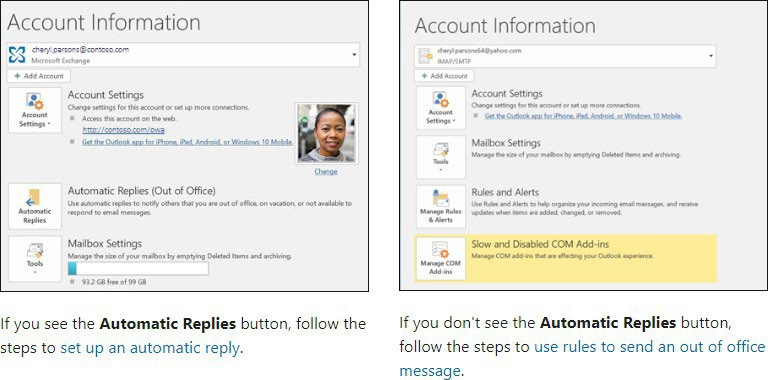 Account Information
cheryl.parsons@contoso.com
Microsoft Exchange
+ Add Account
Account Settings
Account Settings
Change settings for this account or set up more connections.
Access this account on the web.
http://contoso.com/owa
Get the Outlook app for iPhone, iPad, Android, or Windows 10 Mobile.
Change
Automatic Replies
Automatic Replies (Out of Office)
Use automatic replies to notify others that you are out of office, on vacation, or not available to
respond to email messages.
Tools
Mailbox Settings
Manage the size of your mailbox by emptying Deleted Items and archiving.
93.2 GB free of 99 GB
If you see the Automatic Replies button, follow the
steps to set up an automatic reply.
Account Information
cheryl.parsons64@yahoo.com
IMAP/SMTP
+ Add Account
Account Settings
Account Settings
Change settings for this account or set up more connections.
Get the Outlook app for iPhone, iPad, Android, or Windows 10 Mobile.
Tools
Mailbox Settings
Manage the size of your mailbox by emptying Deleted Items and archiving.
Manage Rules & Alerts
Rules and Alerts
Use Rules and Alerts to help organize your incoming email messages, and receive
updates when items are added, changed, or removed.
Manage COM Add-ins
Slow and Disabled COM Add-ins
Manage COM add-ins that are affecting your Outlook experience.
If you don't see the Automatic Replies button,
follow the steps to use rules to send an out of office
message.